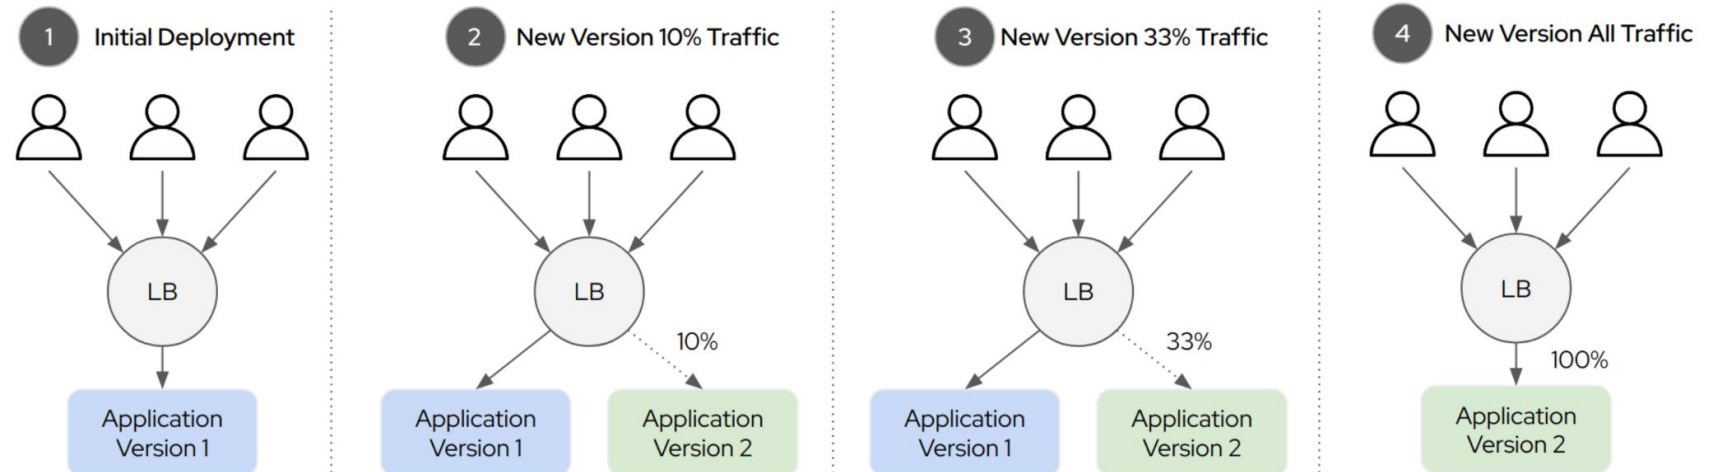 1 Initial Deployment
LB
Application
Version 1
2 New Version 10% Traffic
LB
10%
Application
Version 1
Application
Version 2
3 New Version 33% Traffic
LB
33%
Application
Version 1
Application
Version 2
4 New Version All Traffic
LB
100%
Application
Version 2